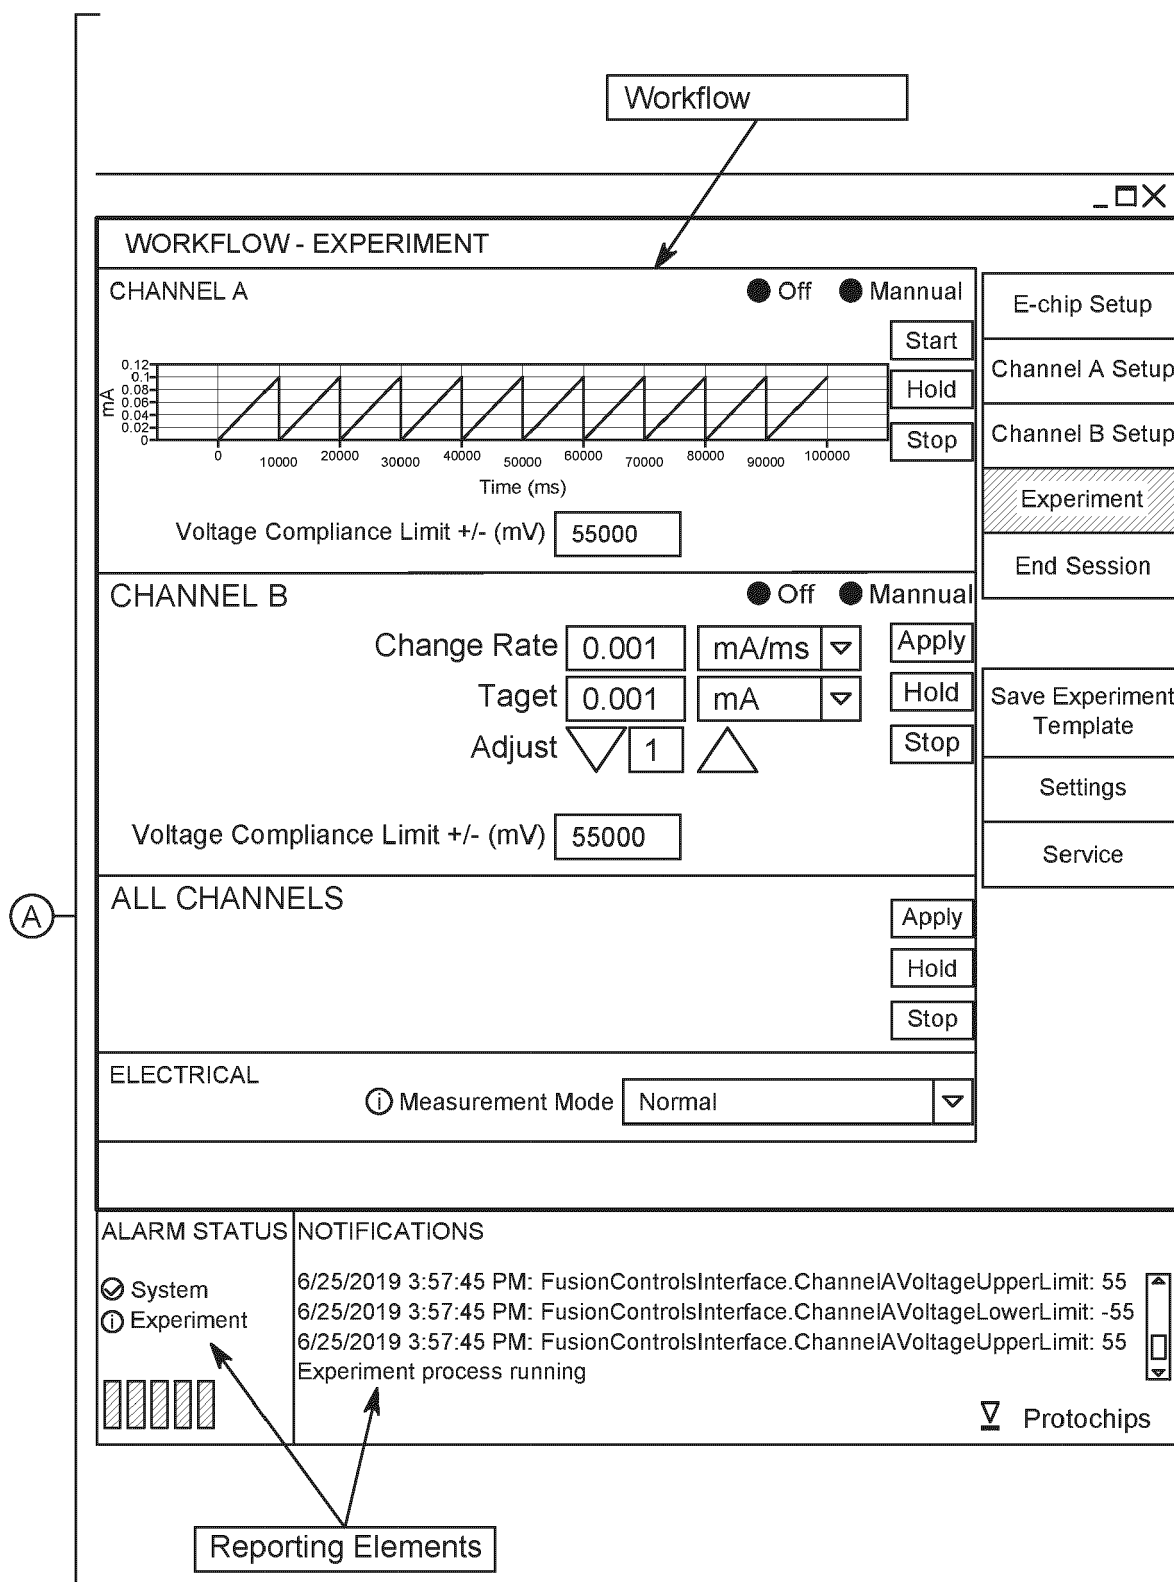 Workflow
WORKFLOW - EXPERIMENT
CHANNEL A
Off
Mannual
Start
Hold
Stop
mA
0.12
0.1
0.08
0.06
0.04
0.02
0
0 10000 20000 30000 40000 50000 60000 70000 80000 90000 100000
Time (ms)
Voltage Compliance Limit +/- (mV) 55000
CHANNEL B
Off
Mannual
Change Rate 0.001 mA/ms
Apply
Taget 0.001 mA
Hold
Adjust 1
Stop
Voltage Compliance Limit +/- (mV) 55000
ALL CHANNELS
Apply
Hold
Stop
ELECTRICAL
i Measurement Mode Normal
E-chip Setup
Channel A Setup
Channel B Setup
Experiment
End Session
Save Experiment
Template
Settings
Service
A
ALARM STATUS
System
i Experiment
NOTIFICATIONS
6/25/2019 3:57:45 PM: FusionControlsInterface.ChannelAVoltageUpperLimit: 55
6/25/2019 3:57:45 PM: FusionControlsInterface.ChannelAVoltageLowerLimit: -55
6/25/2019 3:57:45 PM: FusionControlsInterface.ChannelAVoltageUpperLimit: 55
Experiment process running
Protochips
Reporting Elements